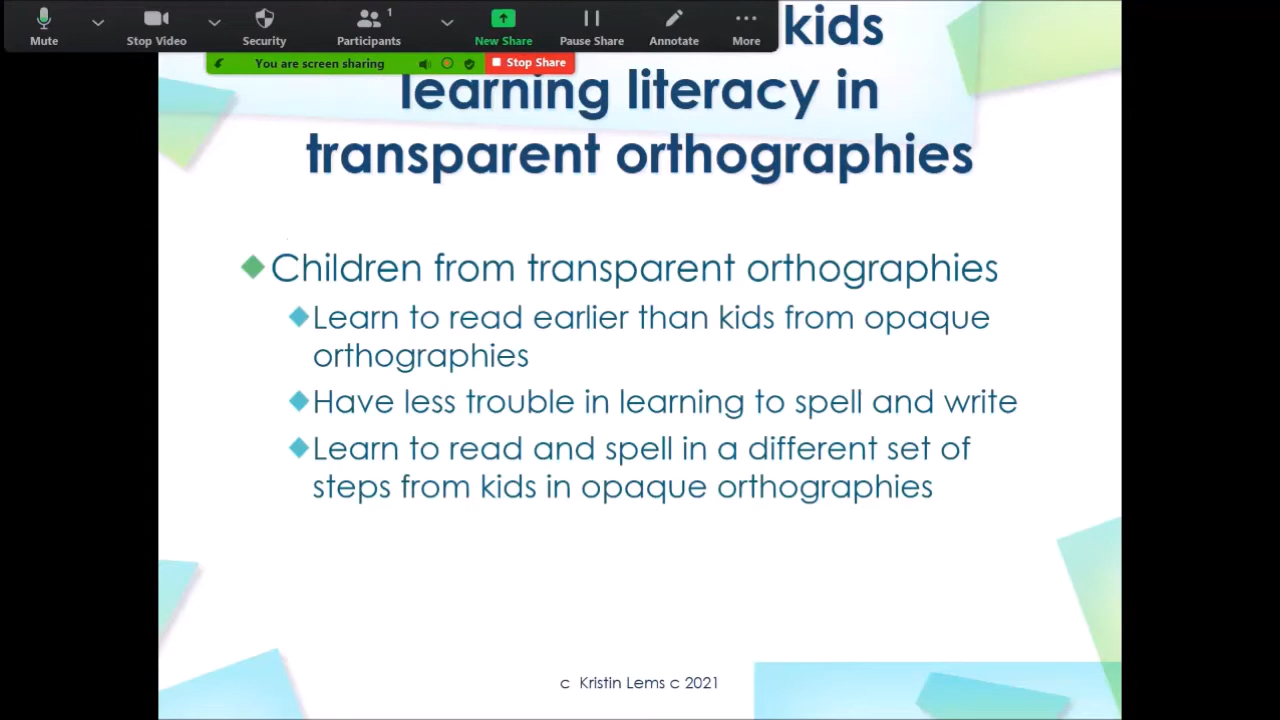 Mute
Stop Video
Security
Participants
1
New Share
Pause Share
Annotate
More
You are screen sharing
Stop Share
kids
learning literacy in
transparent orthographies
Children from transparent orthographies
Learn to read earlier than kids from opaque
orthographies
Have less trouble in learning to spell and write
Learn to read and spell in a different set of
steps from kids in opaque orthographies
c Kristin Lems c 2021